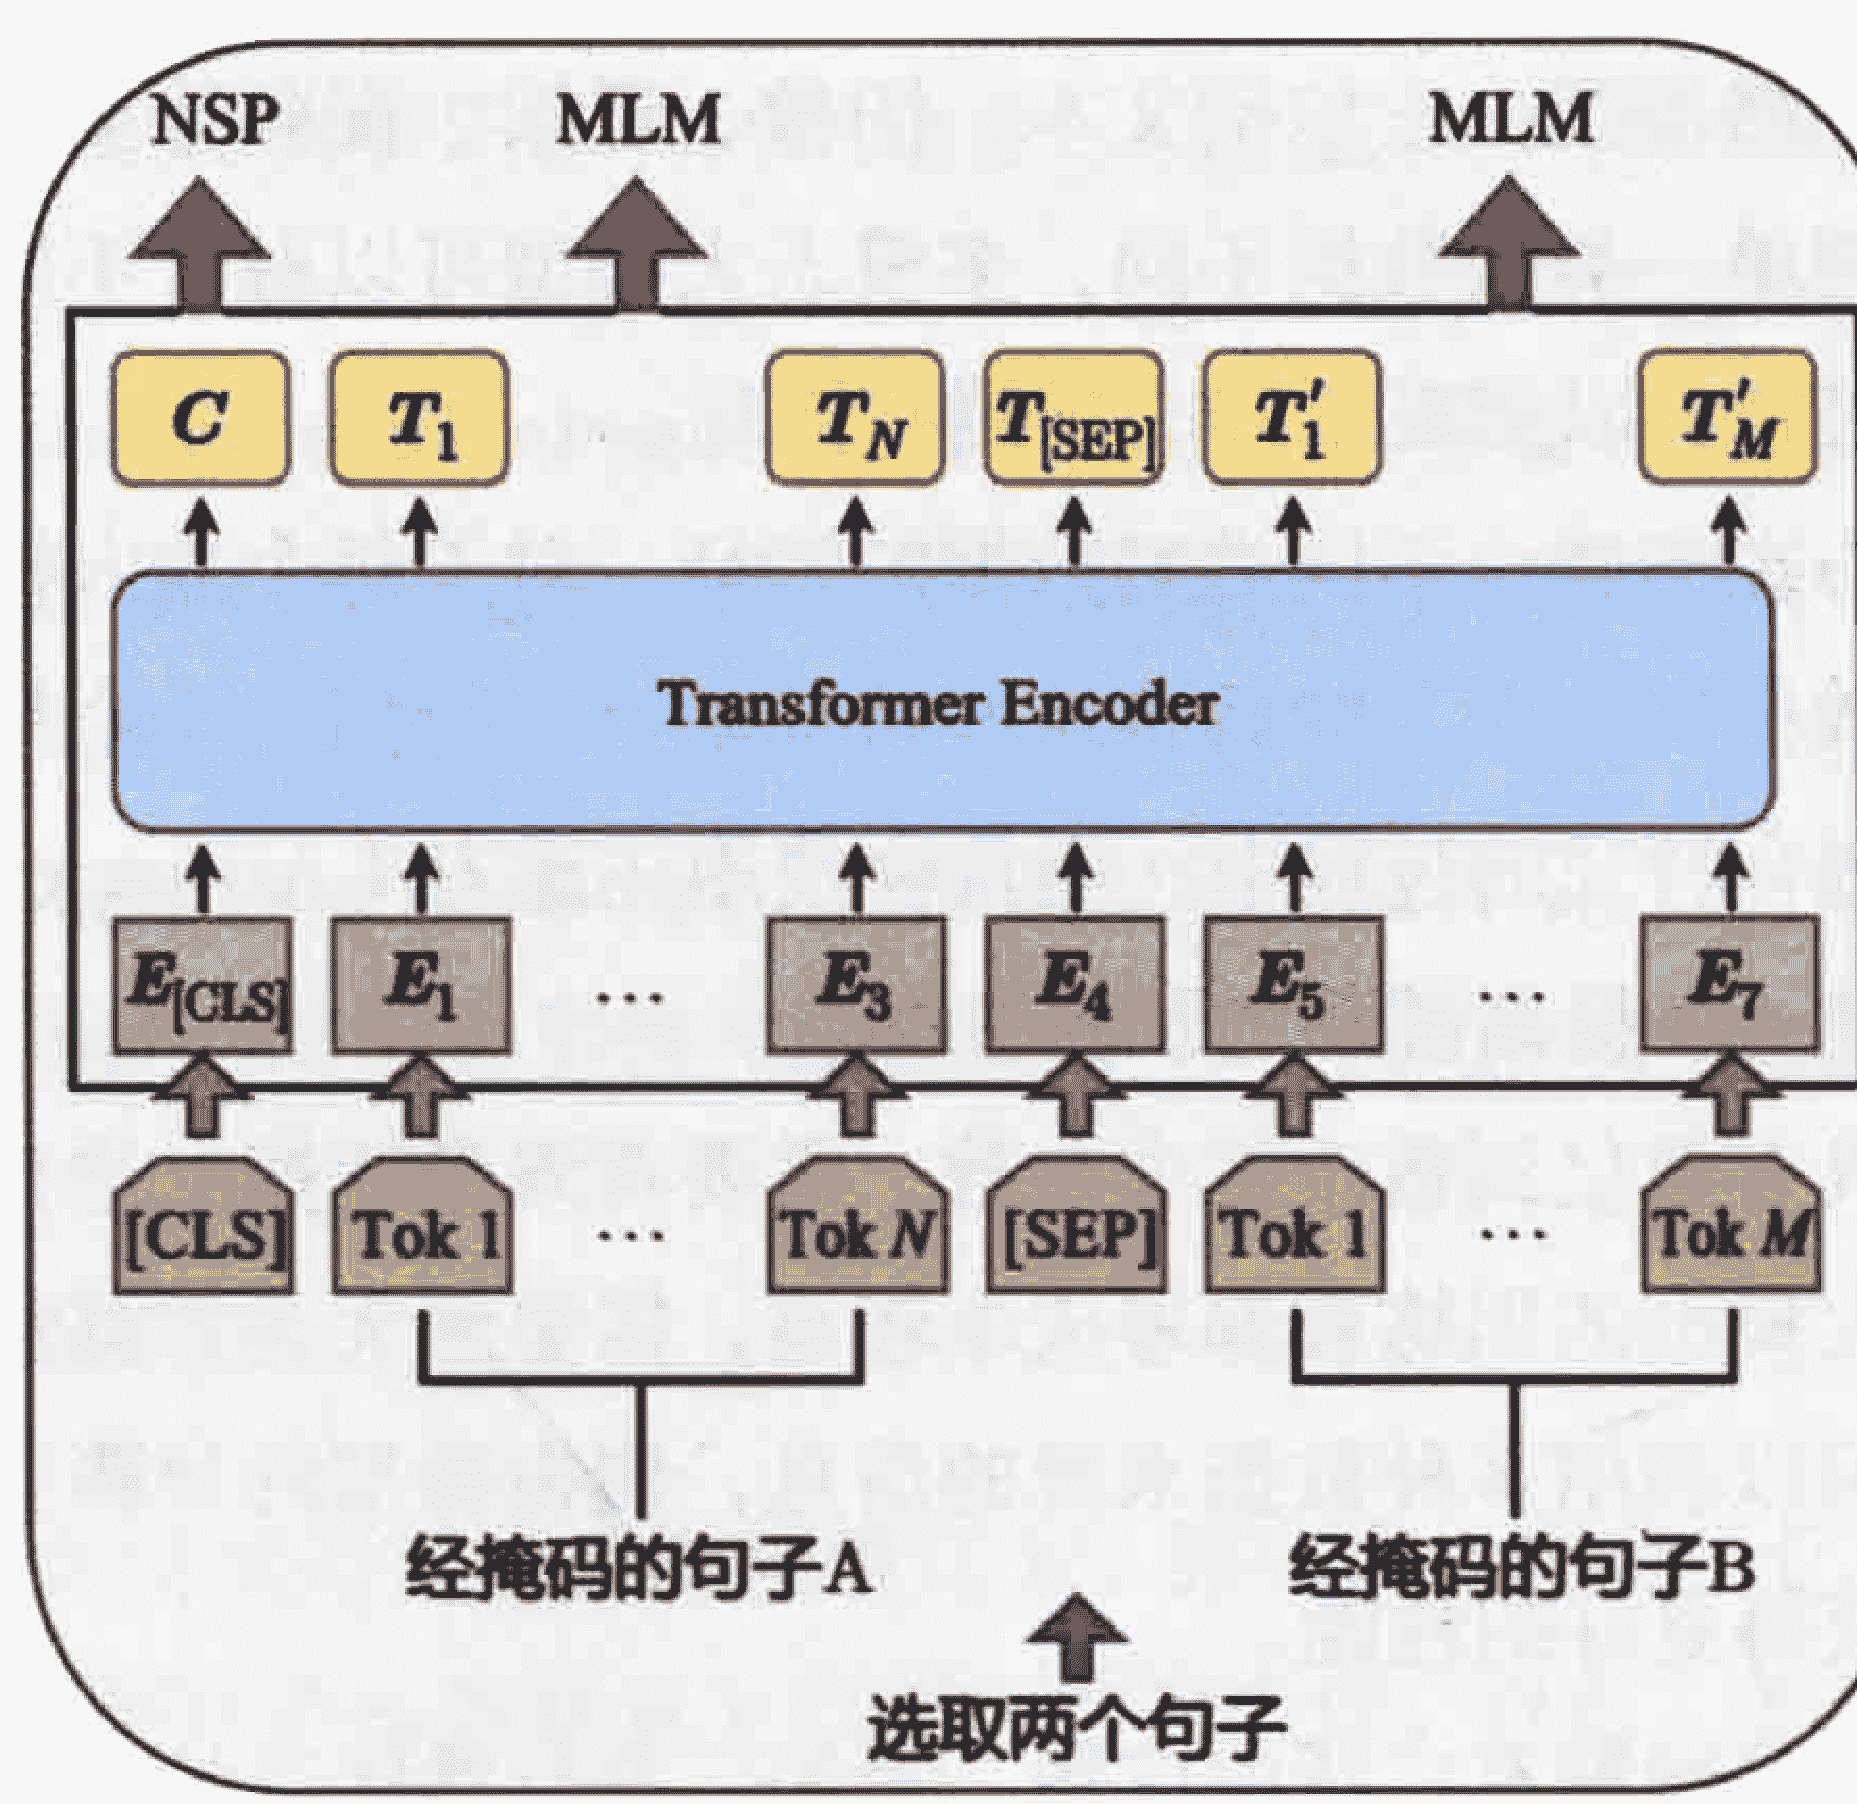 NSP MLM MLM
C T1 TN T[SEP] T′1 T′M
Transformer Encoder
E[CLS] E1 ... E3 E4 E5 ... E7
[CLS] Tok 1 ... Tok N [SEP] Tok 1 ... Tok M
经掩码的句子A 经掩码的句子B
选取两个句子